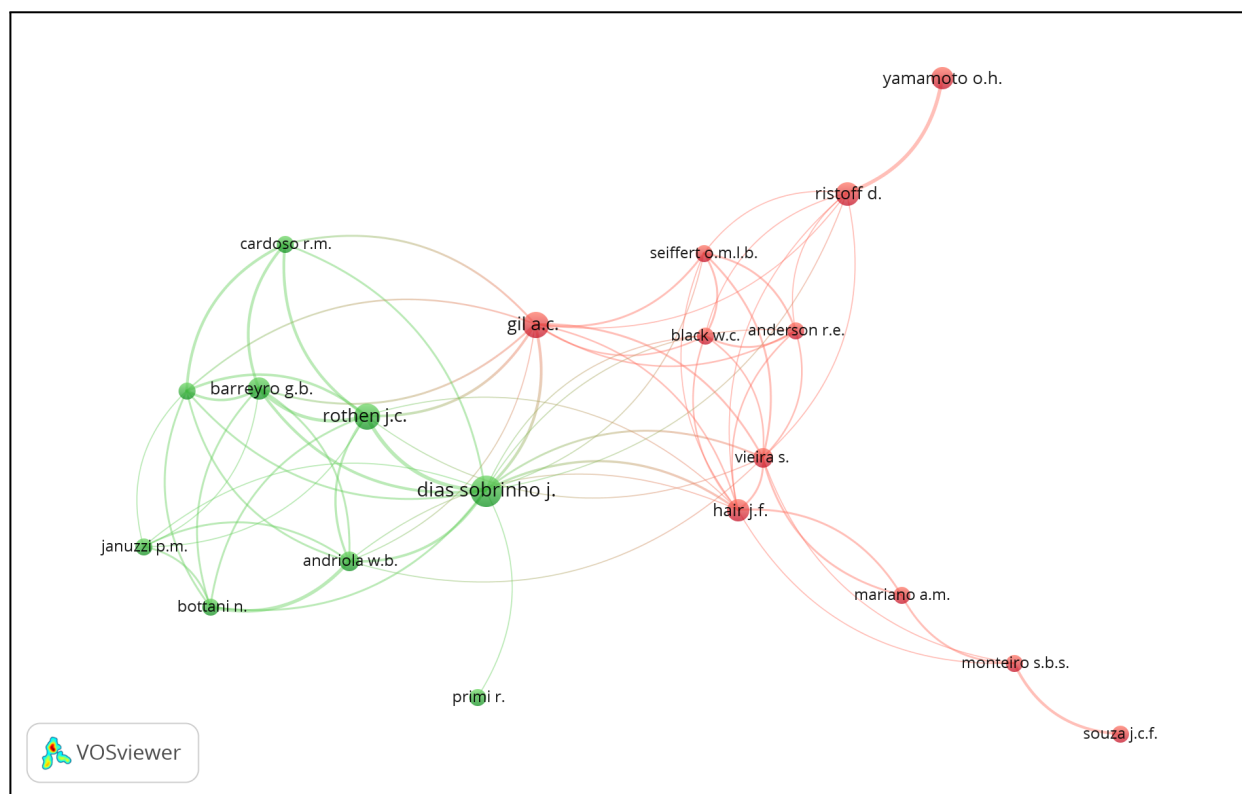 yamamoto o.h.
ristoff d.
cardoso r.m.
seiffert o.m.l.b.
gil a.c.
black w.c.
anderson r.e.
barreyro g.b.
rothen j.c.
vieira s.
dias sobrinho j.
hair j.f.
januzzi p.m.
andriola w.b.
mariano a.m.
bottani n.
monteiro s.b.s.
primi r.
souza j.c.f.
VOSviewer